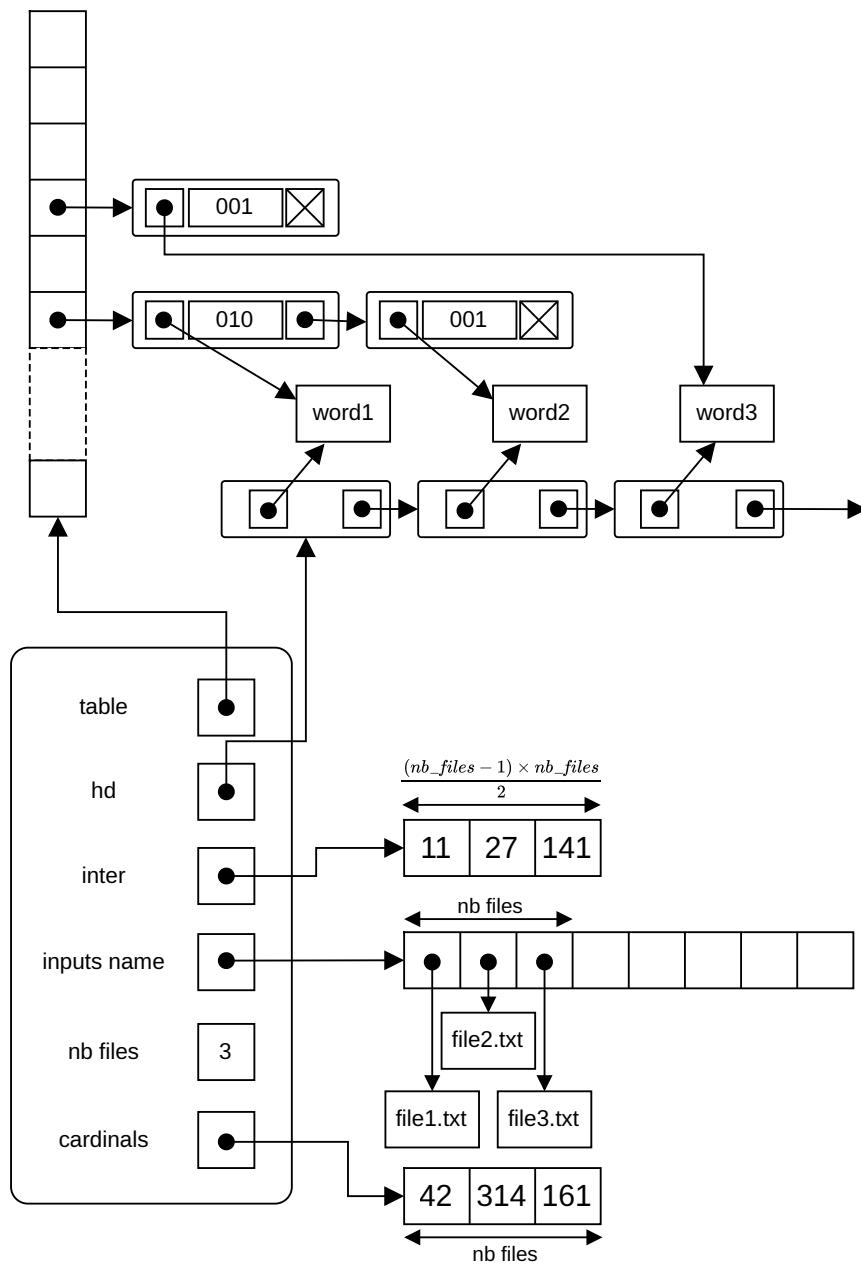 001
010
001
word1
word2
word3
table
hd
(nb_files − 1) × nb_files
2
inter
11 27 141
nb files
inputs name
file2.txt
nb files
3
file1.txt
file3.txt
cardinals
42 314 161
nb files